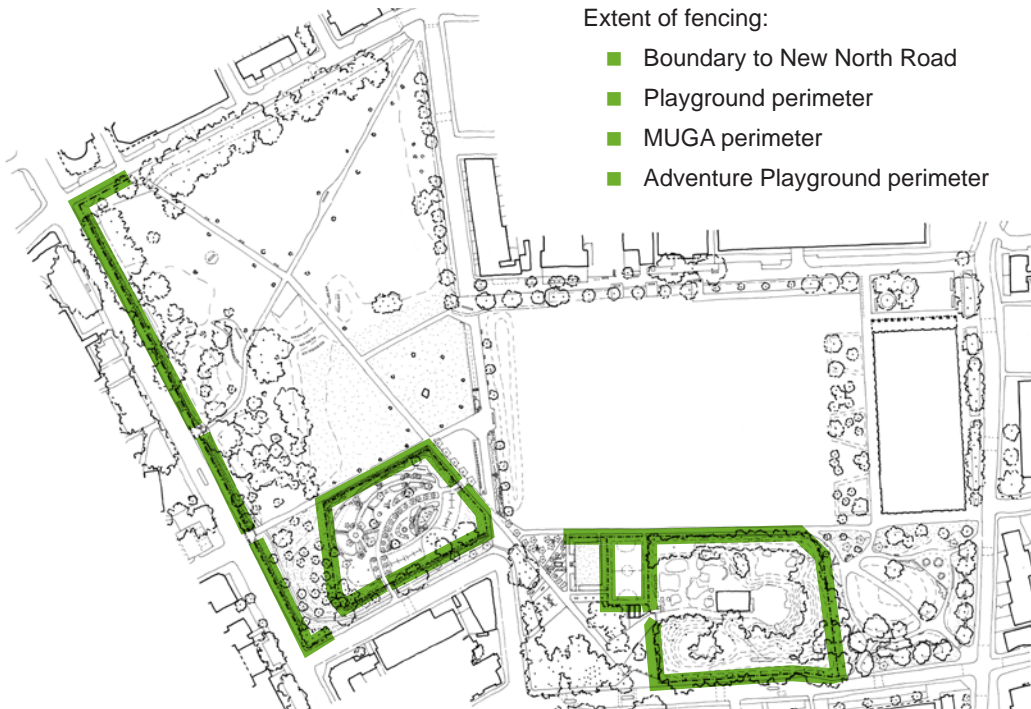 Extent of fencing:
Boundary to New North Road
Playground perimeter
MUGA perimeter
Adventure Playground perimeter